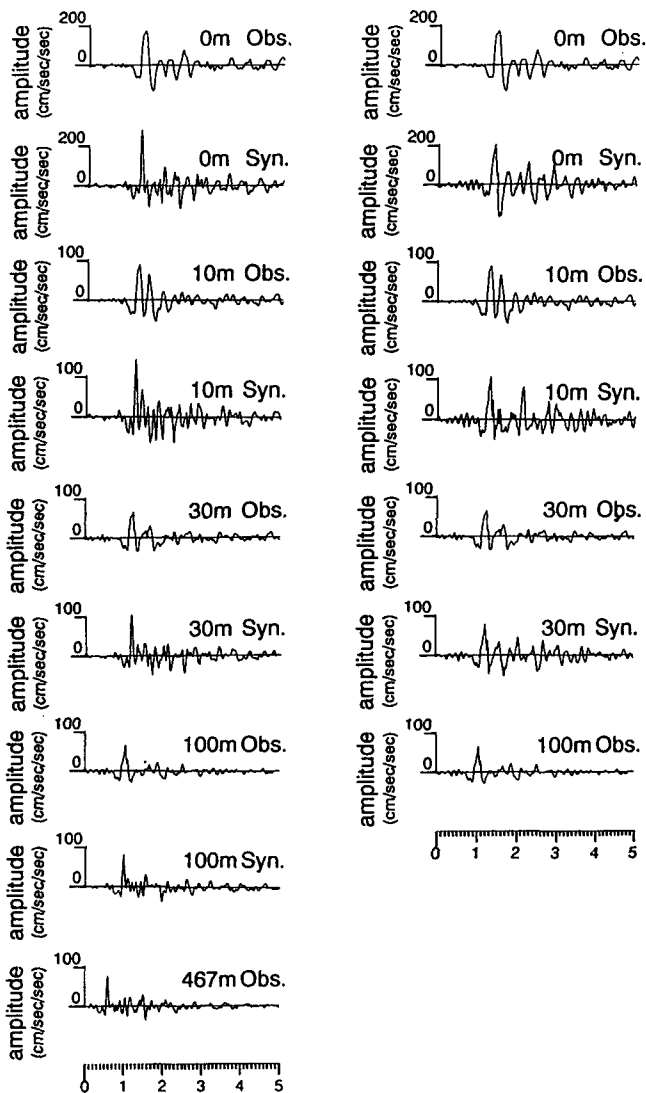 amplitude (cm/sec/sec) 200 0 0m Obs.
amplitude (cm/sec/sec) 200 0 0m Syn.
amplitude (cm/sec/sec) 100 0 10m Obs.
amplitude (cm/sec/sec) 100 0 10m Syn.
amplitude (cm/sec/sec) 100 0 30m Obs.
amplitude (cm/sec/sec) 100 0 30m Syn.
amplitude (cm/sec/sec) 100 0 100m Obs.
amplitude (cm/sec/sec) 100 0 100m Syn.
amplitude (cm/sec/sec) 100 0 467m Obs.
0 1 2 3 4 5
amplitude (cm/sec/sec) 200 0 0m Obs.
amplitude (cm/sec/sec) 200 0 0m Syn.
amplitude (cm/sec/sec) 100 0 10m Obs.
amplitude (cm/sec/sec) 100 0 10m Syn.
amplitude (cm/sec/sec) 100 0 30m Obs.
amplitude (cm/sec/sec) 100 0 30m Syn.
amplitude (cm/sec/sec) 100 0 100m Obs.
0 1 2 3 4 5